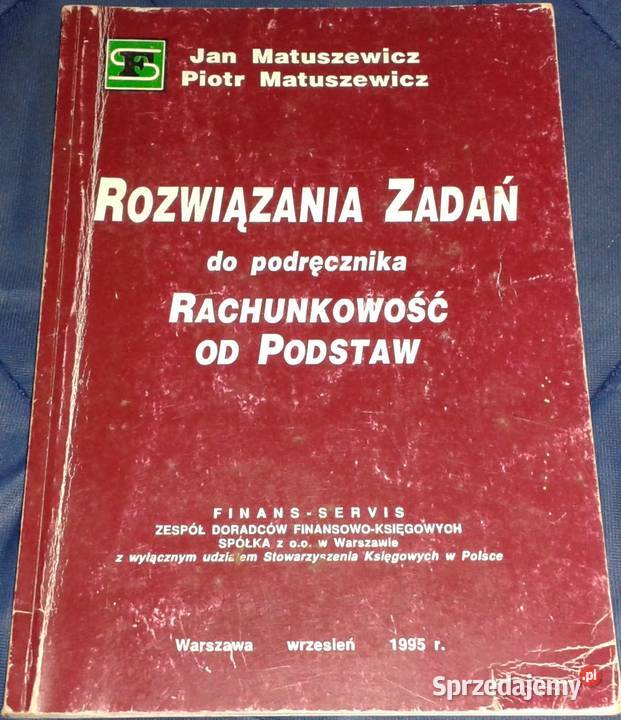 FS
Jan Matuszewicz
Piotr Matuszewicz
ROZWIĄZANIA ZADAŃ
do podręcznika
RACHUNKOWOŚĆ
OD PODSTAW
FINANS-SERVIS
ZESPÓŁ DORADCÓW FINANSOWO-KSIĘGOWYCH
SPÓŁKA z o.o. w Warszawie
z wyłącznym udziałem Stowarzyszenia Księgowych w Polsce
Warszawa wrzesień 1995 r.
Sprzedajemy.pl